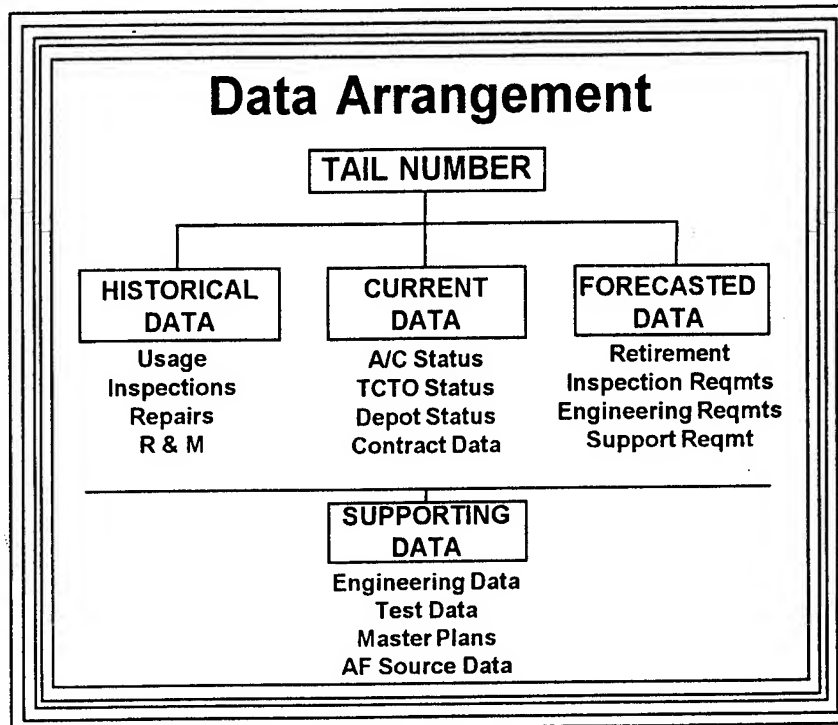 Data Arrangement
TAIL NUMBER
HISTORICAL
DATA
Usage
Inspections
Repairs
R & M
CURRENT
DATA
A/C Status
TCTO Status
Depot Status
Contract Data
FORECASTED
DATA
Retirement
Inspection Reqmts
Engineering Reqmts
Support Reqmt
SUPPORTING
DATA
Engineering Data
Test Data
Master Plans
AF Source Data